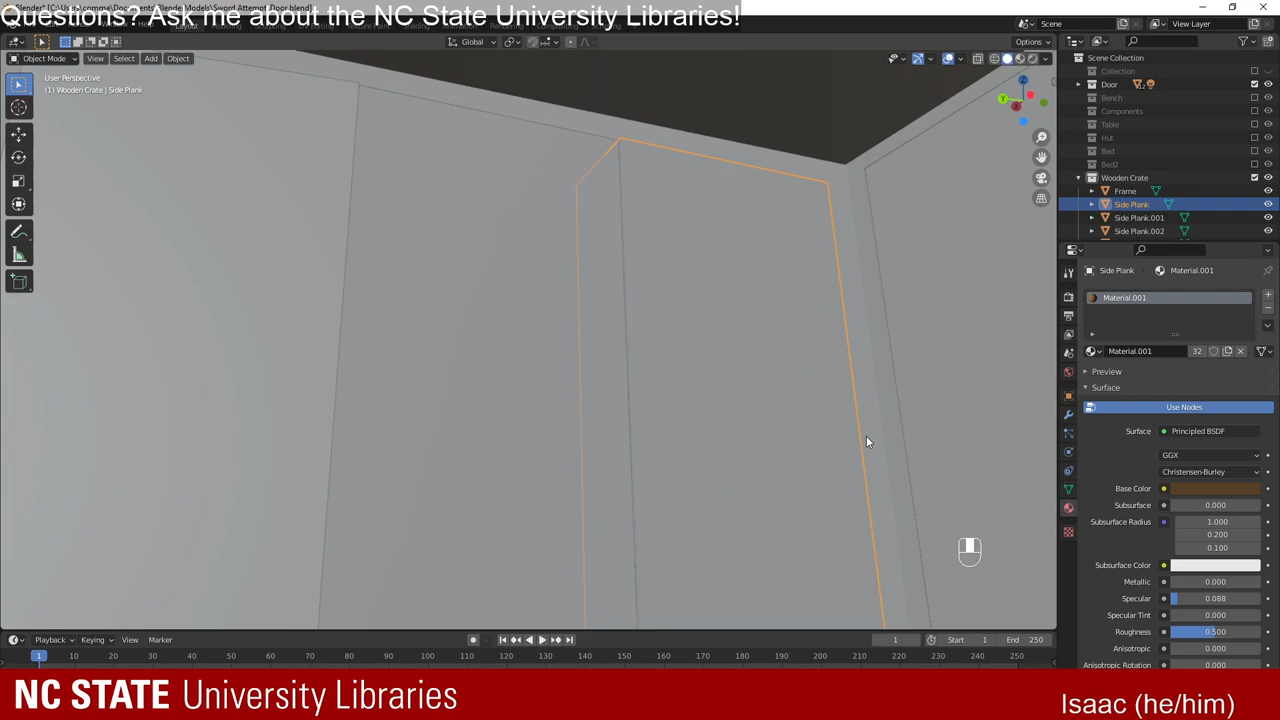 Questions? Ask me about the NC State University Libraries!
Scene
View Layer
Global
Options
Object Mode
View
Select
Add
Object
User Perspective
(1) Wooden Crate | Side Plank
Z
Y
X
Scene Collection
Collection
Door
12
Bench
Components
Table
Hut
Bed
Bed2
Wooden Crate
Frame
Side Plank
Side Plank.001
Side Plank.002
Side Plank
Material.001
Material.001
Material.001
32
Preview
Surface
Use Nodes
Surface
Principled BSDF
GGX
Christensen-Burley
Base Color
Subsurface
0.000
Subsurface Radius
1.000
0.200
0.100
Subsurface Color
Metallic
0.000
Specular
0.088
Specular Tint
0.000
Roughness
0.500
Anisotropic
0.000
Anisotropic Rotation
0.000
Playback
Keying
View
Marker
1
Start
1
End
250
1
10
20
30
40
50
60
70
80
90
100
110
120
130
140
150
160
170
180
190
200
210
220
230
240
250
NC STATE University Libraries
Isaac (he/him)